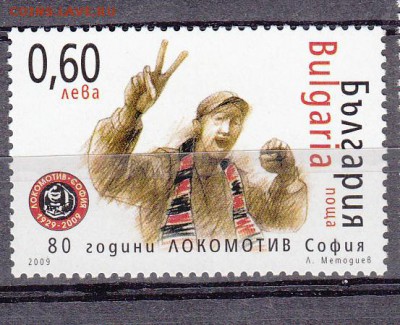 0,60
лева
България
Bulgaria
поща
ЛОКОМОТИВ • СОФИЯ
1929-2009
80 години ЛОКОМОТИВ София
Л. Методиев
2009